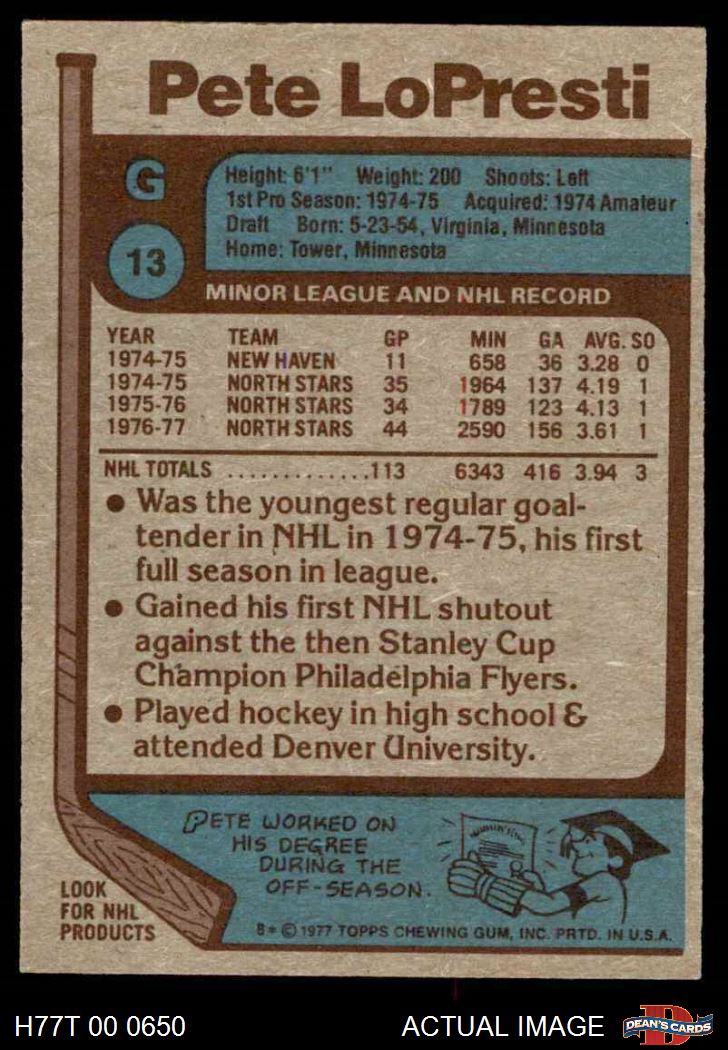 Pete LoPresti
G
13
Height: 6'1" Weight: 200 Shoots: Left
1st Pro Season: 1974-75 Acquired: 1974 Amateur
Draft Born: 5-23-54, Virginia, Minnesota
Home: Tower, Minnesota
MINOR LEAGUE AND NHL RECORD
YEAR TEAM GP MIN GA AVG. SO
1974-75 NEW HAVEN 11 658 36 3.28 0
1974-75 NORTH STARS 35 1964 137 4.19 1
1975-76 NORTH STARS 34 1789 123 4.13 1
1976-77 NORTH STARS 44 2590 156 3.61 1
NHL TOTALS .............113 6343 416 3.94 3
● Was the youngest regular goal-
tender in NHL in 1974-75, his first
full season in league.
● Gained his first NHL shutout
against the then Stanley Cup
Champion Philadelphia Flyers.
● Played hockey in high school &
attended Denver University.
PETE WORKED ON
HIS DEGREE
DURING THE
OFF-SEASON.
LOOK
FOR NHL
PRODUCTS
8* © 1977 TOPPS CHEWING GUM, INC. PRTD. IN U.S.A.
H77T 00 0650 ACTUAL IMAGE
D
DEAN'S CARDS